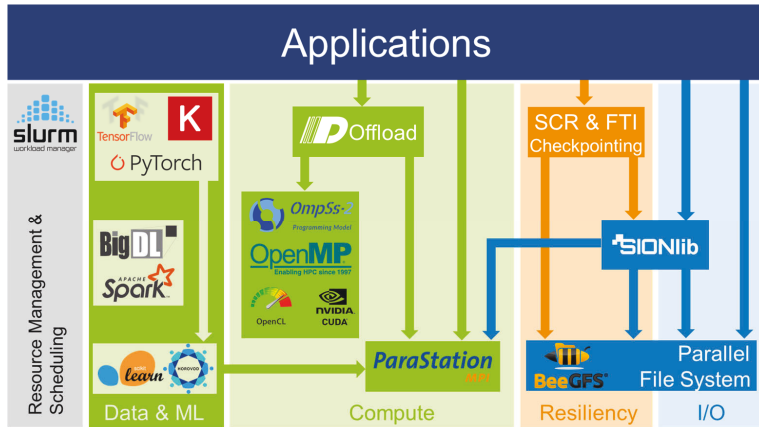 Applications
slurm
workload manager
Resource Management &
Scheduling
TensorFlow
K
PyTorch
BigDL
APACHE
Spark
learn
HOROVOD
Data & ML
Offload
OmpSs-2
Programming Model
OpenMP
Enabling HPC since 1997
OpenCL
NVIDIA
CUDA
ParaStation
Compute
SCR & FTI
Checkpointing
SIONlib
BeeGFS
Parallel
File System
Resiliency
I/O